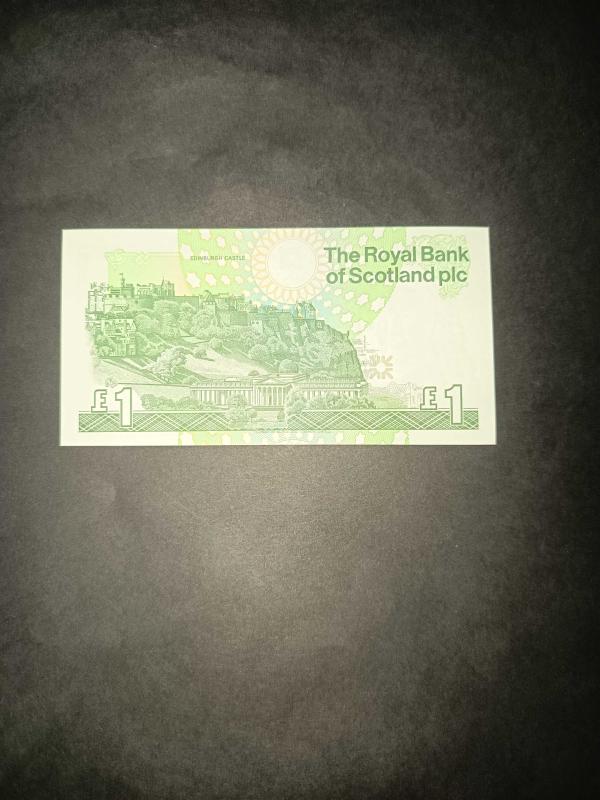 EDINBURGH CASTLE
The Royal Bank
of Scotland plc
£1
£1